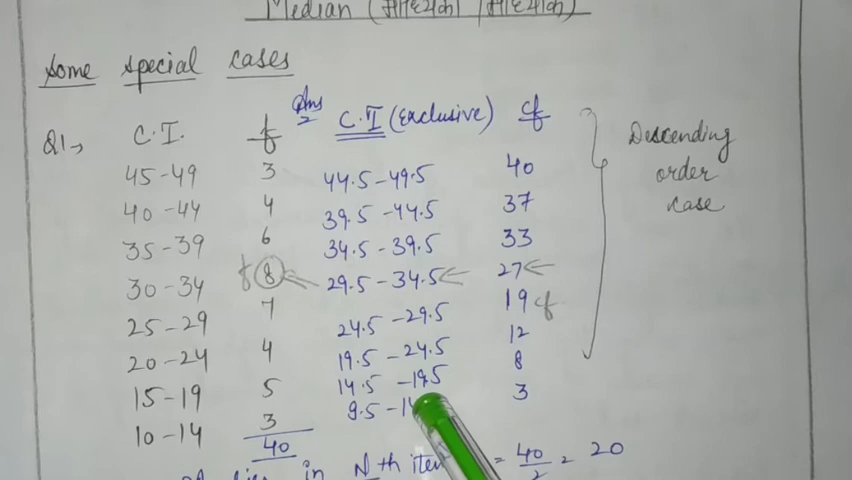 Median (माध्यिका / माध्यिका)
Some special cases
Q1→ C.I. f Ans C.I (Exclusive) cf
45-49 3 44.5-49.5 40
40-44 4 39.5-44.5 37
35-39 6 34.5-39.5 33
30-34 f 8 29.5-34.5← 27←
25-29 7 24.5-29.5 19 cf
20-24 4 19.5-24.5 12
15-19 5 14.5-19.5 8
10-14 3 9.5-1 3
40
Descending
order
case
in N th item = 40/2 = 20